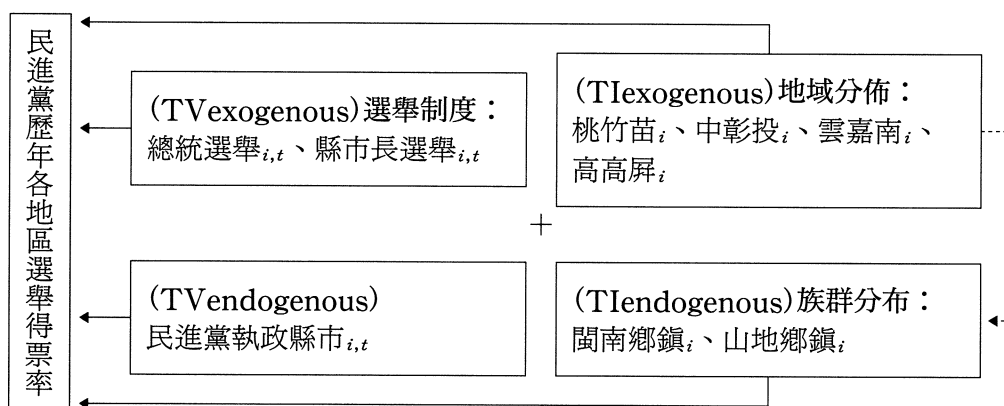 民進黨歷年各地區選舉得票率
(TVexogenous)選舉制度：
總統選舉i,t、縣市長選舉i,t
(TIexogenous)地域分佈：
桃竹苗i、中彰投i、雲嘉南i、
高高屏i
+
(TVendogenous)
民進黨執政縣市i,t
(TIendogenous)族群分布：
閩南鄉鎮i、山地鄉鎮i